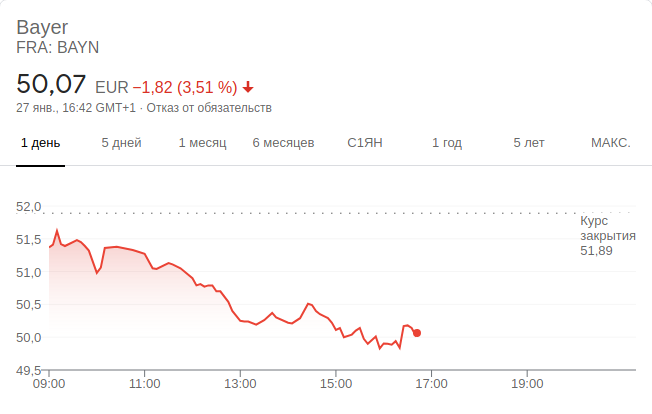 Bayer
FRA: BAYN
50,07 EUR −1,82 (3,51 %)
27 янв., 16:42 GMT+1 · Отказ от обязательств
1 день 5 дней 1 месяц 6 месяцев С1ЯН 1 год 5 лет МАКС.
52,0
Курс
закрытия
51,89
51,5
51,0
50,5
50,0
49,5
09:00 11:00 13:00 15:00 17:00 19:00